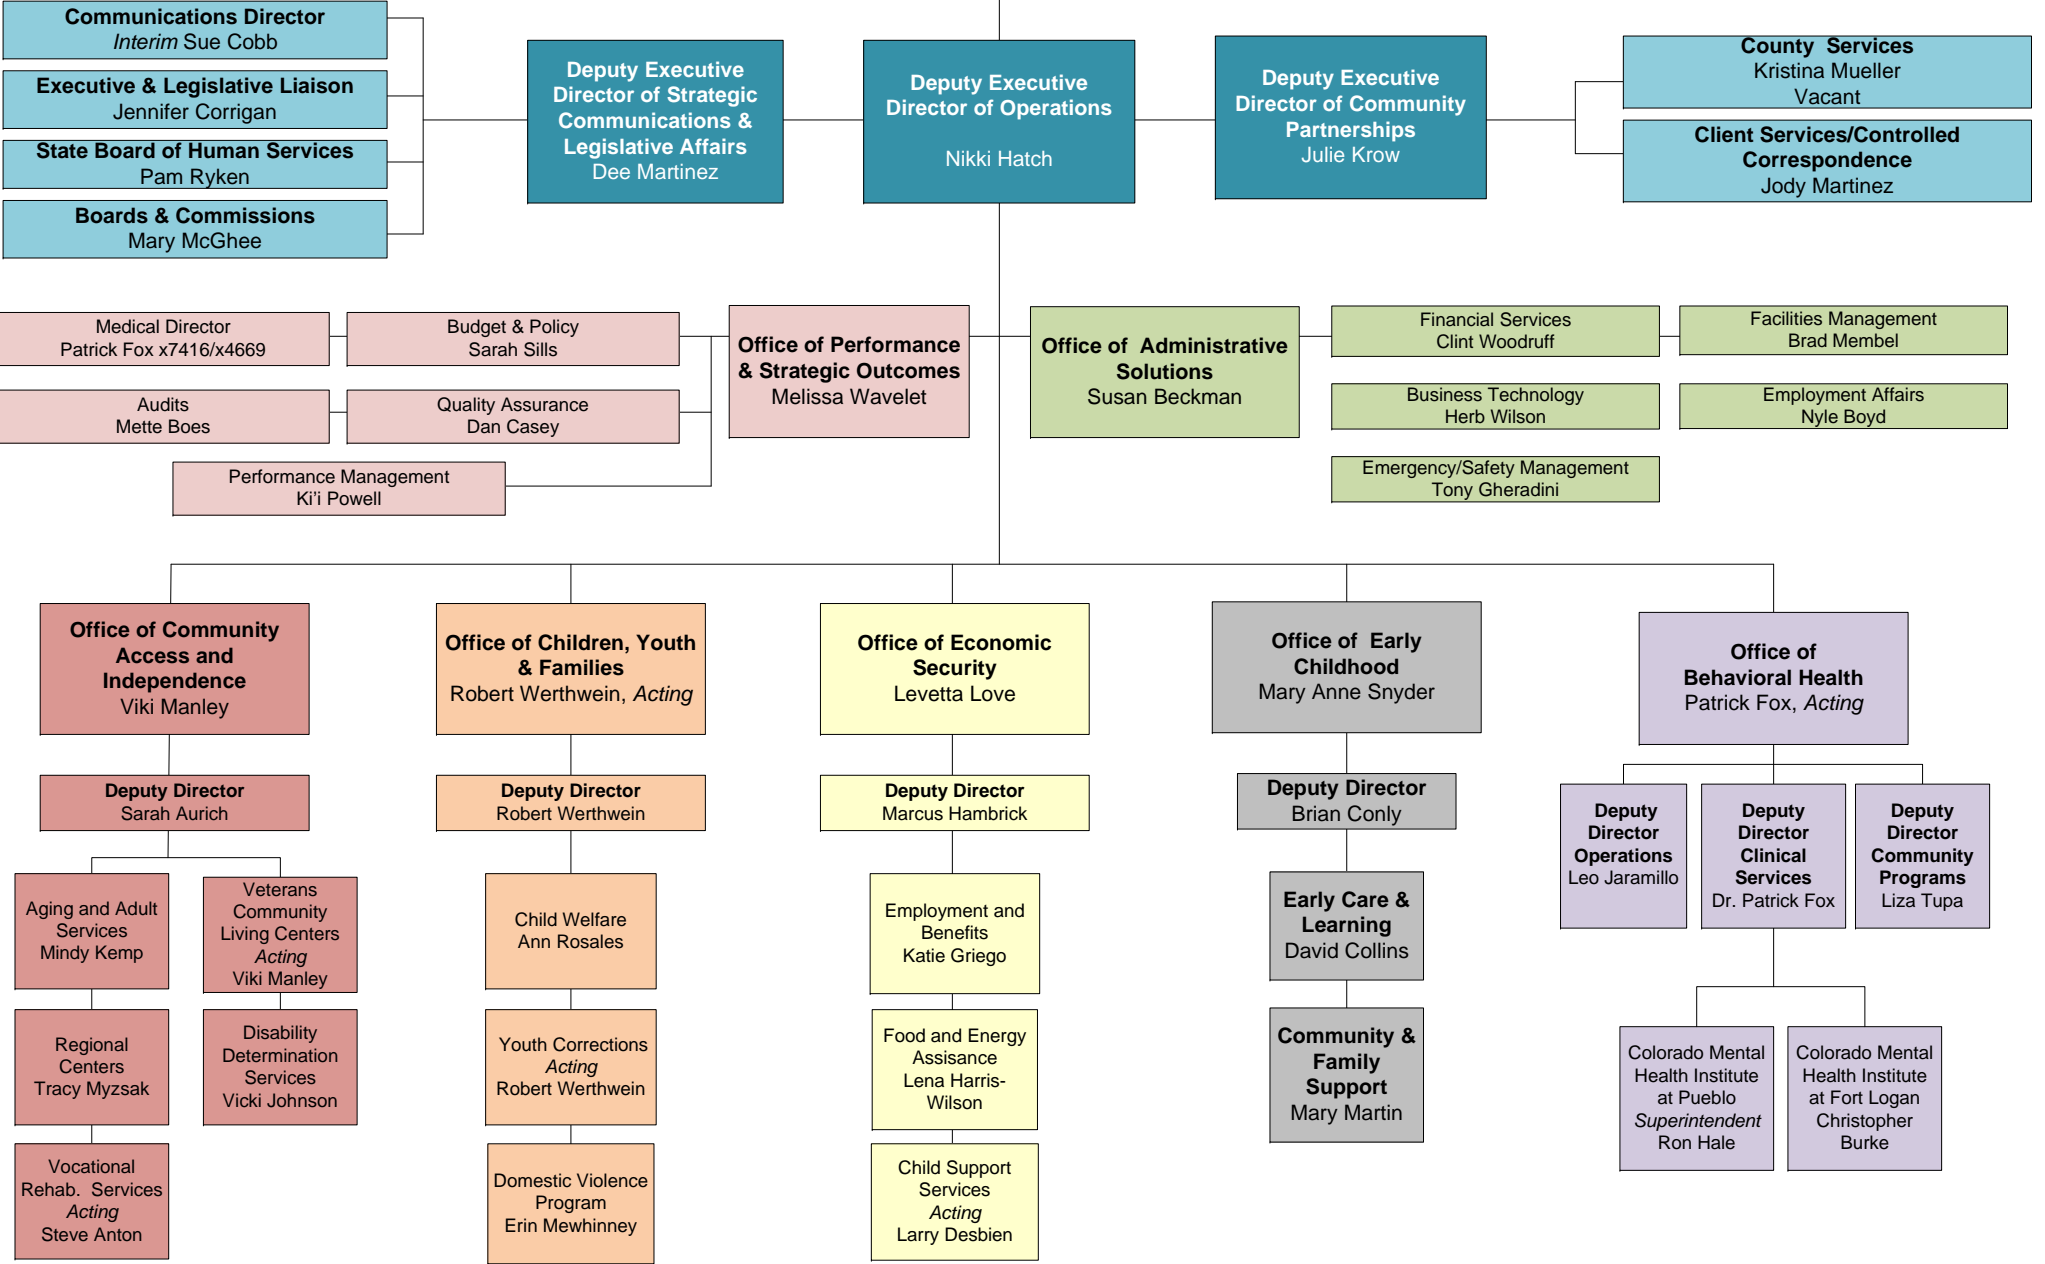 Communications Director
Interim Sue Cobb
Executive & Legislative Liaison
Jennifer Corrigan
State Board of Human Services
Pam Ryken
Boards & Commissions
Mary McGhee
Deputy Executive
Director of Strategic
Communications &
Legislative Affairs
Dee Martinez
Deputy Executive
Director of Operations
Nikki Hatch
Deputy Executive
Director of Community
Partnerships
Julie Krow
County  Services
Kristina Mueller
Vacant
Client Services/Controlled
Correspondence
Jody Martinez
Medical Director
Patrick Fox x7416/x4669
Budget & Policy
Sarah Sills
Audits
Mette Boes
Quality Assurance
Dan Casey
Performance Management
Ki'i Powell
Office of Performance
& Strategic Outcomes
Melissa Wavelet
Office of  Administrative
Solutions
Susan Beckman
Financial Services
Clint Woodruff
Facilities Management
Brad Membel
Business Technology
Herb Wilson
Employment Affairs
Nyle Boyd
Emergency/Safety Management
Tony Gheradini
Office of Community
Access and
Independence
Viki Manley
Deputy Director
Sarah Aurich
Aging and Adult
Services
Mindy Kemp
Veterans
Community
Living Centers
Acting
Viki Manley
Regional
Centers
Tracy Myzsak
Disability
Determination
Services
Vicki Johnson
Vocational
Rehab.  Services
Acting
Steve Anton
Office of Children, Youth
& Families
Robert Werthwein, Acting
Deputy Director
Robert Werthwein
Child Welfare
Ann Rosales
Youth Corrections
Acting
Robert Werthwein
Domestic Violence
Program
Erin Mewhinney
Office of Economic
Security
Levetta Love
Deputy Director
Marcus Hambrick
Employment and
Benefits
Katie Griego
Food and Energy
Assisance
Lena Harris-
Wilson
Child Support
Services
Acting
Larry Desbien
Office of  Early
Childhood
Mary Anne Snyder
Deputy Director
Brian Conly
Early Care &
Learning
David Collins
Community &
Family
Support
Mary Martin
Office of
Behavioral Health
Patrick Fox, Acting
Deputy
Director
Operations
Leo Jaramillo
Deputy
Director
Clinical
Services
Dr. Patrick Fox
Deputy
Director
Community
Programs
Liza Tupa
Colorado Mental
Health Institute
at Pueblo
Superintendent
Ron Hale
Colorado Mental
Health Institute
at Fort Logan
Christopher
Burke